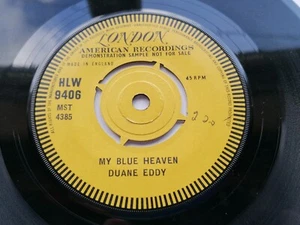 LONDON
AMERICAN RECORDINGS
DEMONSTRATION SAMPLE NOT FOR SALE
MADE IN ENGLAND
HLW
9406
45 RPM
MST
4385
MY BLUE HEAVEN
DUANE EDDY